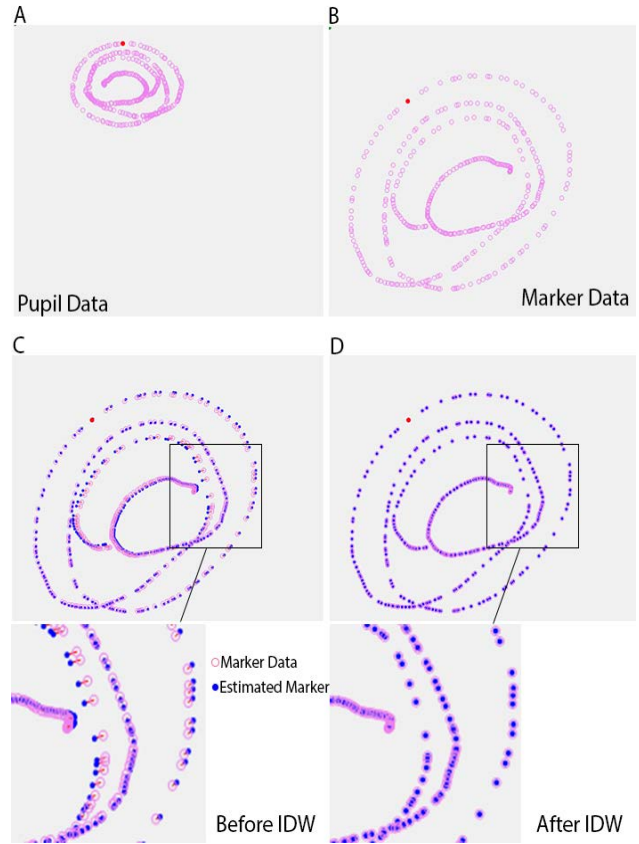 A
B
Pupil Data
Marker Data
C
D
Marker Data
Estimated Marker
Before IDW
After IDW